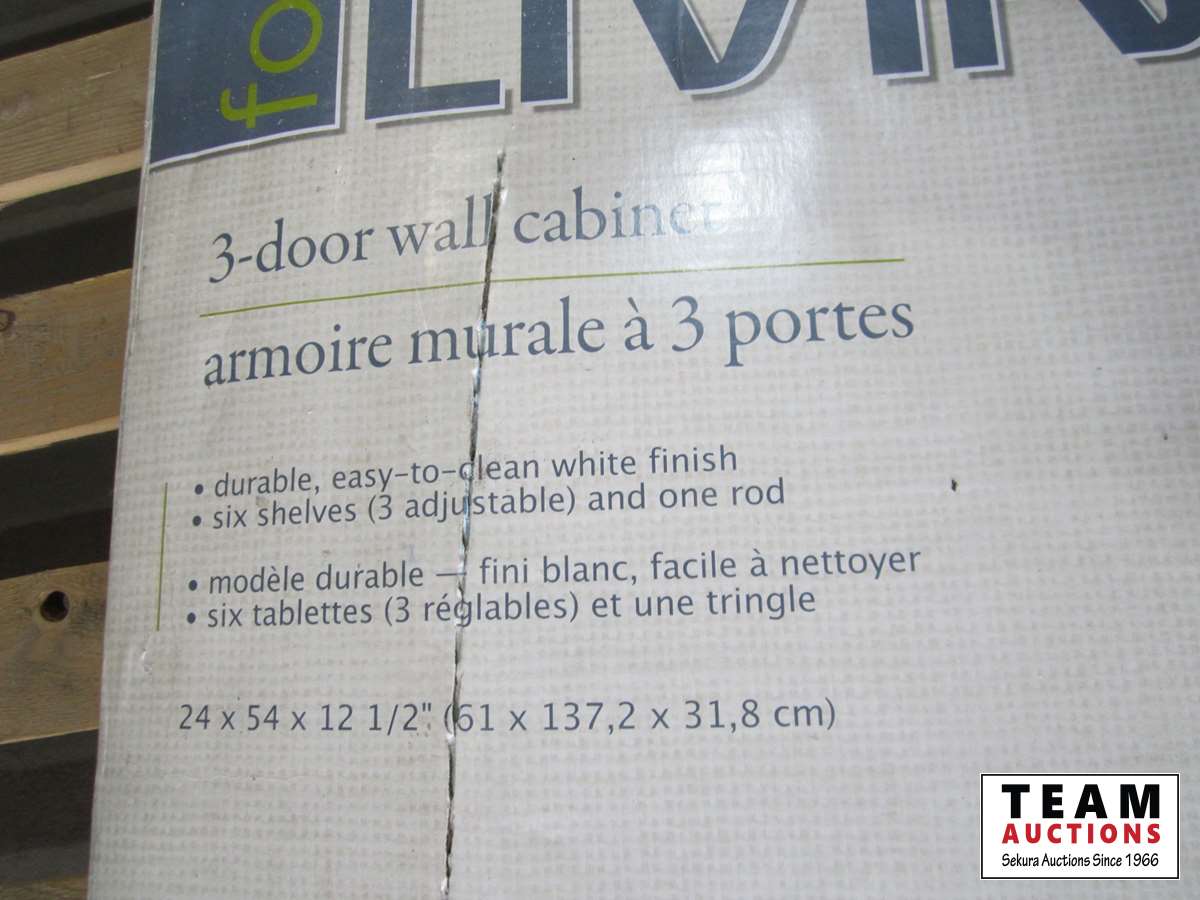 fo LIVIN
3-door wall cabinet
armoire murale à 3 portes
• durable, easy-to-clean white finish
• six shelves (3 adjustable) and one rod
• modèle durable — fini blanc, facile à nettoyer
• six tablettes (3 réglables) et une tringle
24 x 54 x 12 1/2" (61 x 137,2 x 31,8 cm)
TEAM
AUCTIONS
Sekura Auctions Since 1966